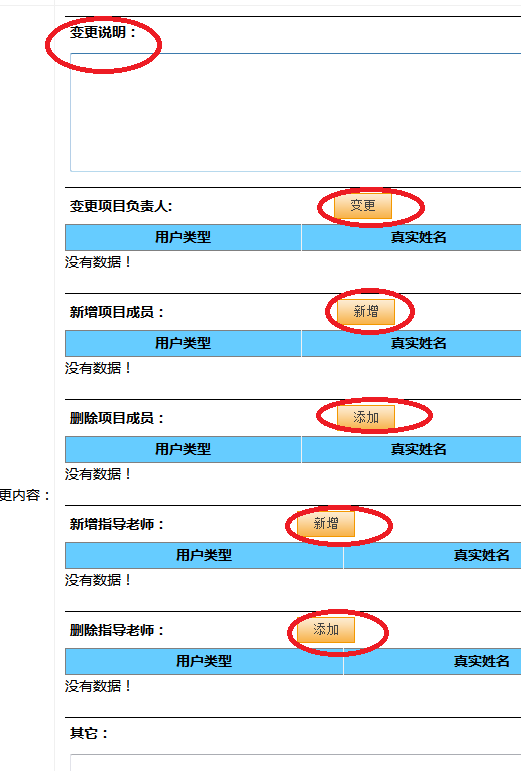 变更说明：
变更项目负责人: 变更
用户类型 真实姓名
没有数据！
新增项目成员： 新增
用户类型 真实姓名
没有数据！
删除项目成员： 添加
用户类型 真实姓名
没有数据！
更内容：
新增指导老师： 新增
用户类型 真实姓名
没有数据！
删除指导老师： 添加
用户类型 真实姓名
没有数据！
其它：